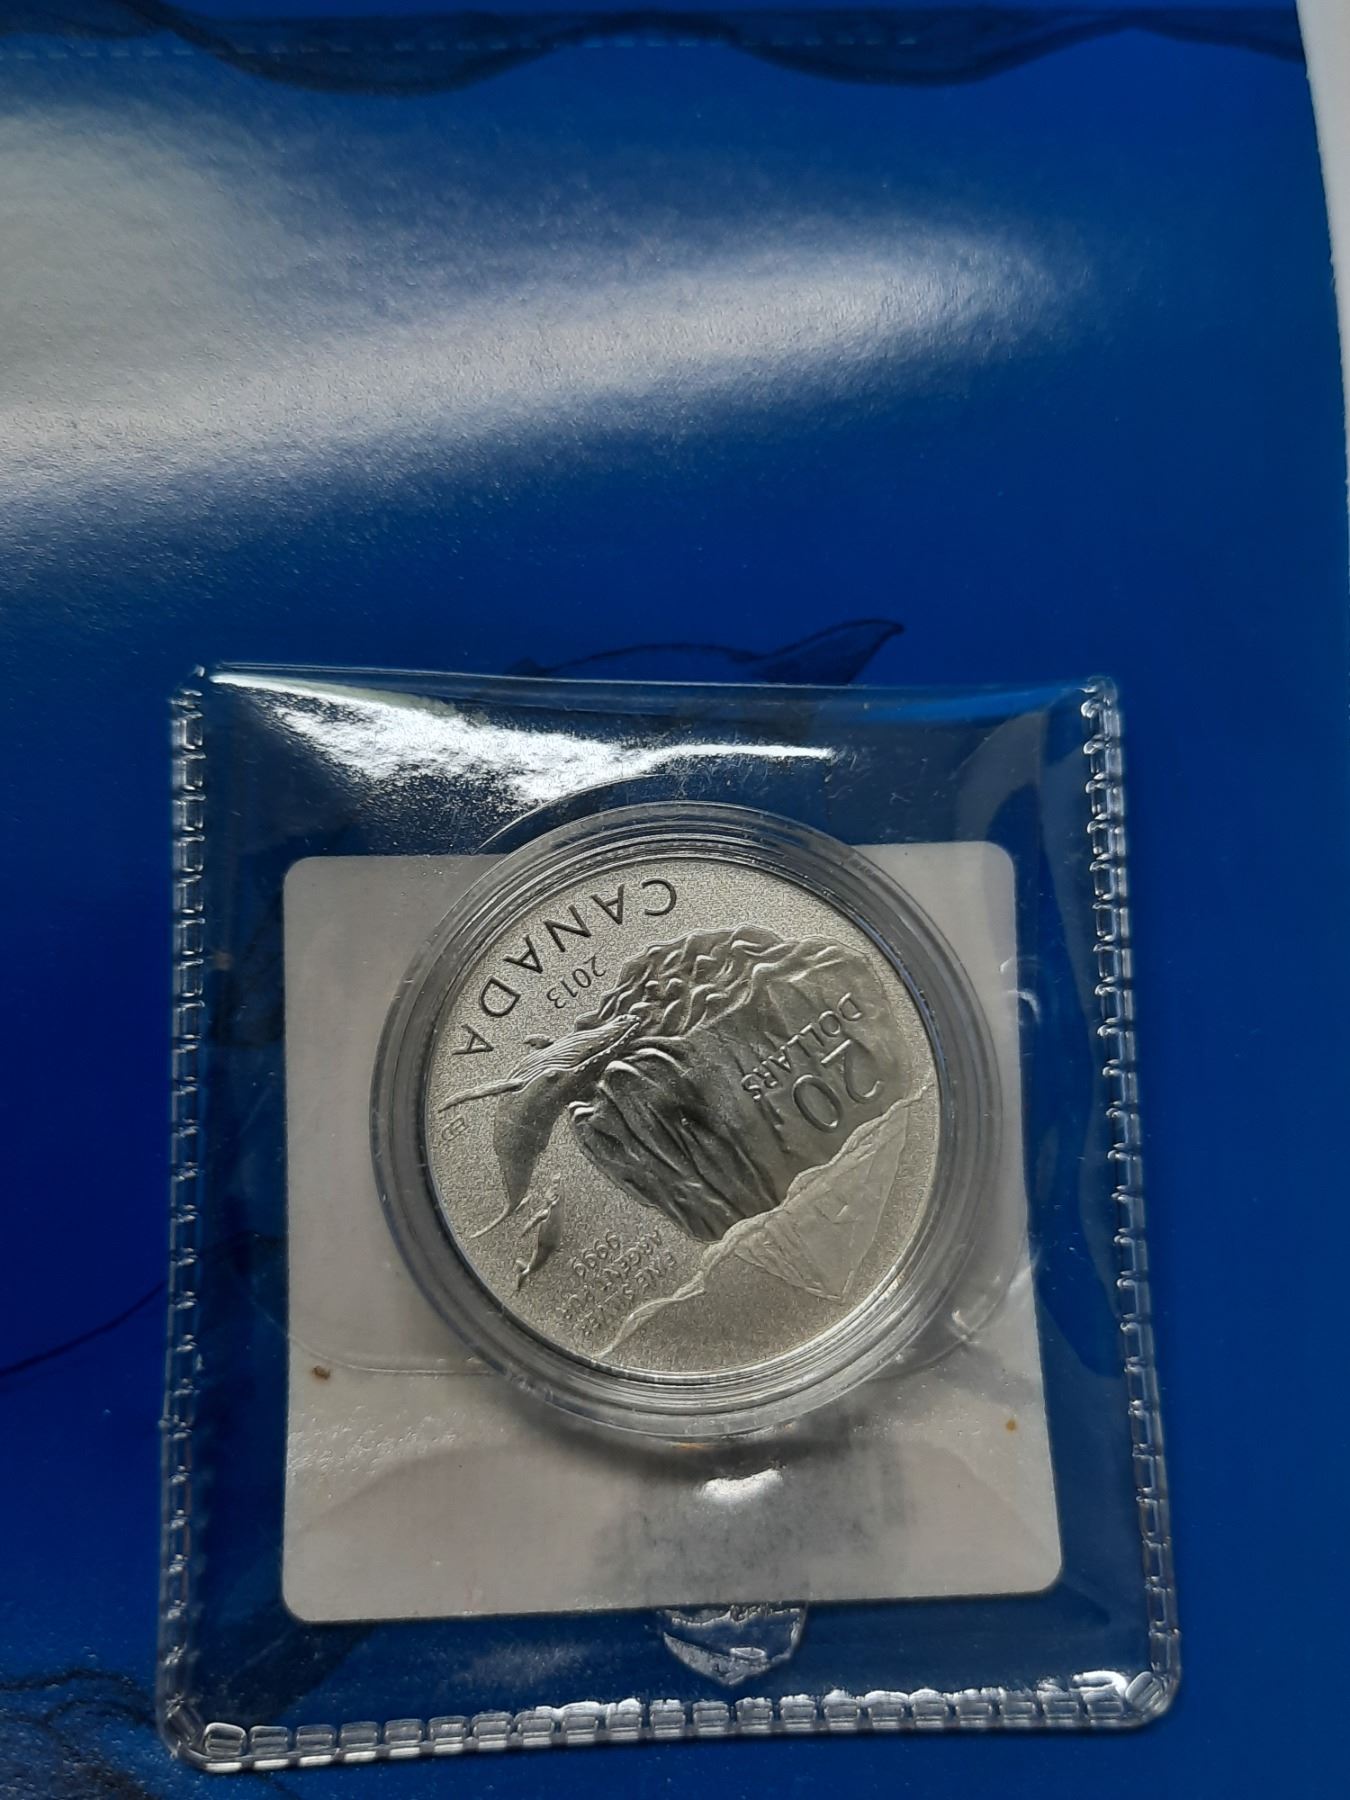 CANADA
2013
20
DOLLARS
FINE SILVER
ARGENT PUR
9999